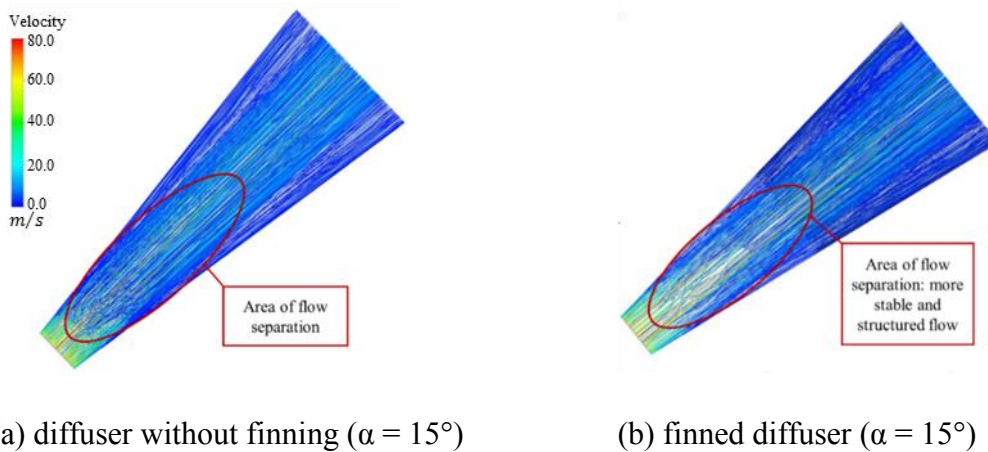 Velocity
80.0
60.0
40.0
20.0
0.0
m/s
Area of flow
separation
Area of flow
separation: more
stable and
structured flow
a) diffuser without finning (α = 15°)
(b) finned diffuser (α = 15°)